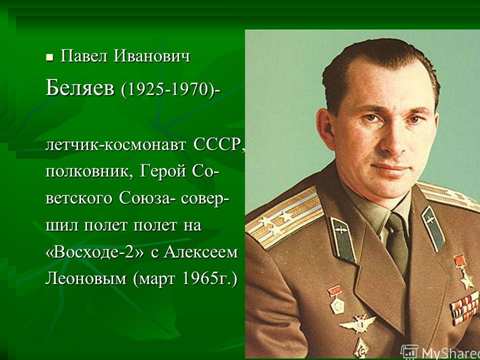 Павел Иванович
Беляев (1925-1970)-
летчик-космонавт СССР,
полковник, Герой Со-
ветского Союза- совер-
шил полет полет на
«Восходе-2» с Алексеем
Леоновым (март 1965г.)
MyShared